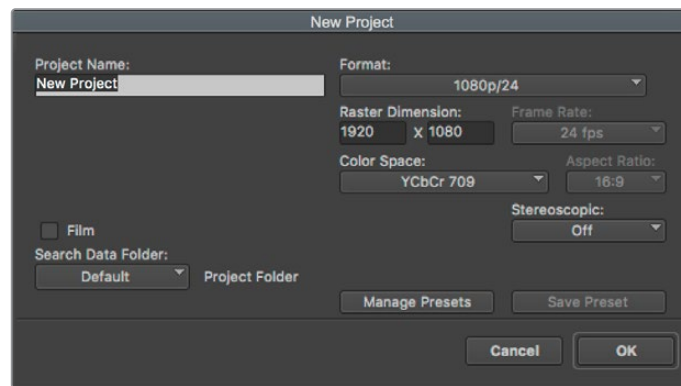 New Project
Project Name:
New Project
Format:
1080p/24
Raster Dimension:
Frame Rate:
1920 X 1080
24 fps
Color Space:
Aspect Ratio:
YCbCr 709
16:9
Stereoscopic:
Off
Film
Search Data Folder:
Default
Project Folder
Manage Presets
Save Preset
Cancel
OK